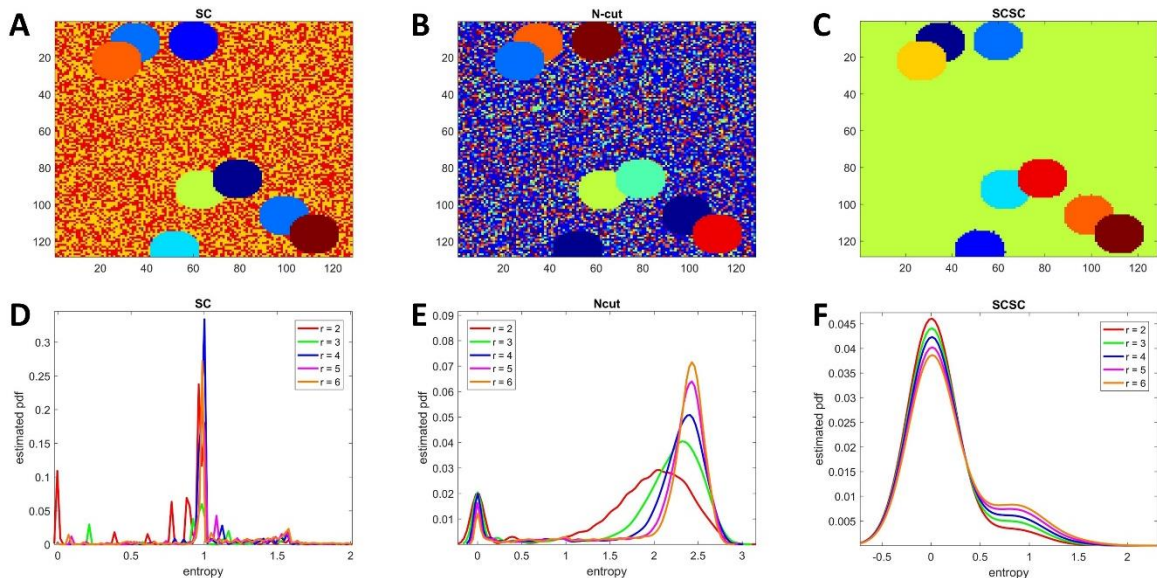 A
SC
20
40
60
80
100
120
20 40 60 80 100 120
B
N-cut
20
40
60
80
100
120
20 40 60 80 100 120
C
SCSC
20
40
60
80
100
120
20 40 60 80 100 120
D
SC
estimated pdf
0.3
0.25
0.2
0.15
0.1
0.05
0
0 0.5 1 1.5 2
entropy
r = 2
r = 3
r = 4
r = 5
r = 6
E
Ncut
estimated pdf
0.09
0.08
0.07
0.06
0.05
0.04
0.03
0.02
0.01
0 0.5 1 1.5 2 2.5 3
entropy
r = 2
r = 3
r = 4
r = 5
r = 6
F
SCSC
estimated pdf
0.045
0.04
0.035
0.03
0.025
0.02
0.015
0.01
0.005
-0.5 0 0.5 1 1.5 2
entropy
r = 2
r = 3
r = 4
r = 5
r = 6